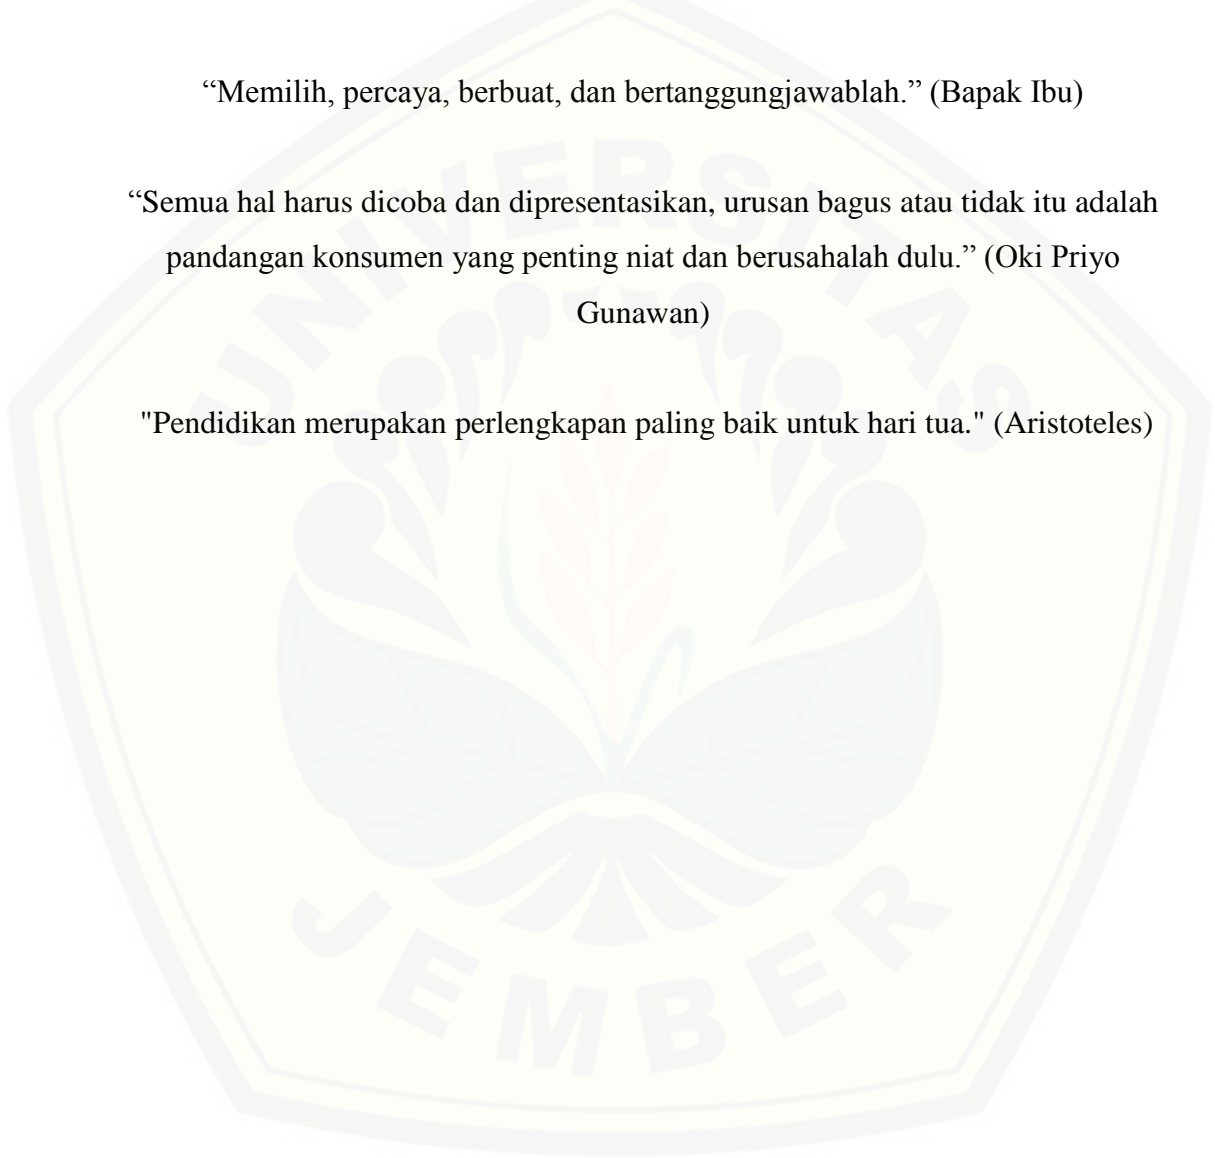 “Memilih, percaya, berbuat, dan bertanggungjawablah.” (Bapak Ibu)
“Semua hal harus dicoba dan dipresentasikan, urusan bagus atau tidak itu adalah
pandangan konsumen yang penting niat dan berusahalah dulu.” (Oki Priyo
Gunawan)
"Pendidikan merupakan perlengkapan paling baik untuk hari tua." (Aristoteles)
UNIVERSITAS
JEMBER